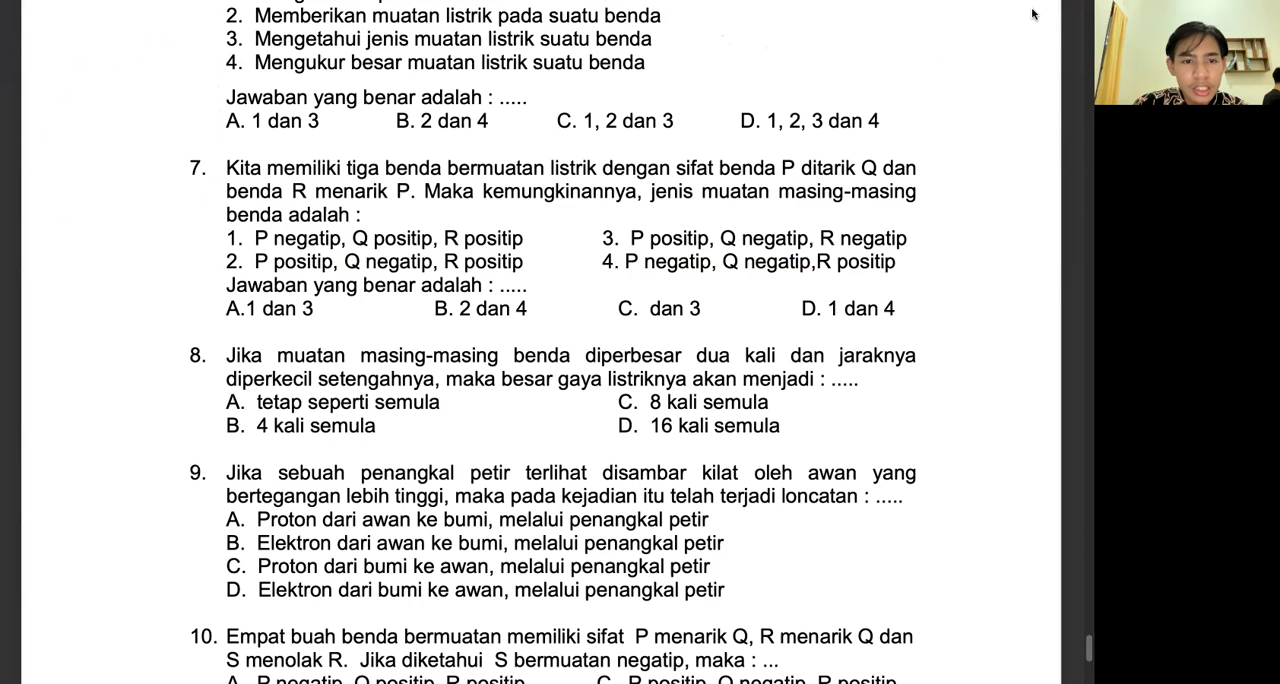 2. Memberikan muatan listrik pada suatu benda
3. Mengetahui jenis muatan listrik suatu benda
4. Mengukur besar muatan listrik suatu benda
Jawaban yang benar adalah : .....
A. 1 dan 3 B. 2 dan 4 C. 1, 2 dan 3 D. 1, 2, 3 dan 4
7. Kita memiliki tiga benda bermuatan listrik dengan sifat benda P ditarik Q dan
benda R menarik P. Maka kemungkinannya, jenis muatan masing-masing
benda adalah :
1. P negatip, Q positip, R positip 3. P positip, Q negatip, R negatip
2. P positip, Q negatip, R positip 4. P negatip, Q negatip,R positip
Jawaban yang benar adalah : .....
A.1 dan 3 B. 2 dan 4 C. dan 3 D. 1 dan 4
8. Jika muatan masing-masing benda diperbesar dua kali dan jaraknya
diperkecil setengahnya, maka besar gaya listriknya akan menjadi : .....
A. tetap seperti semula C. 8 kali semula
B. 4 kali semula D. 16 kali semula
9. Jika sebuah penangkal petir terlihat disambar kilat oleh awan yang
bertegangan lebih tinggi, maka pada kejadian itu telah terjadi loncatan : .....
A. Proton dari awan ke bumi, melalui penangkal petir
B. Elektron dari awan ke bumi, melalui penangkal petir
C. Proton dari bumi ke awan, melalui penangkal petir
D. Elektron dari bumi ke awan, melalui penangkal petir
10. Empat buah benda bermuatan memiliki sifat P menarik Q, R menarik Q dan
S menolak R. Jika diketahui S bermuatan negatip, maka : ...